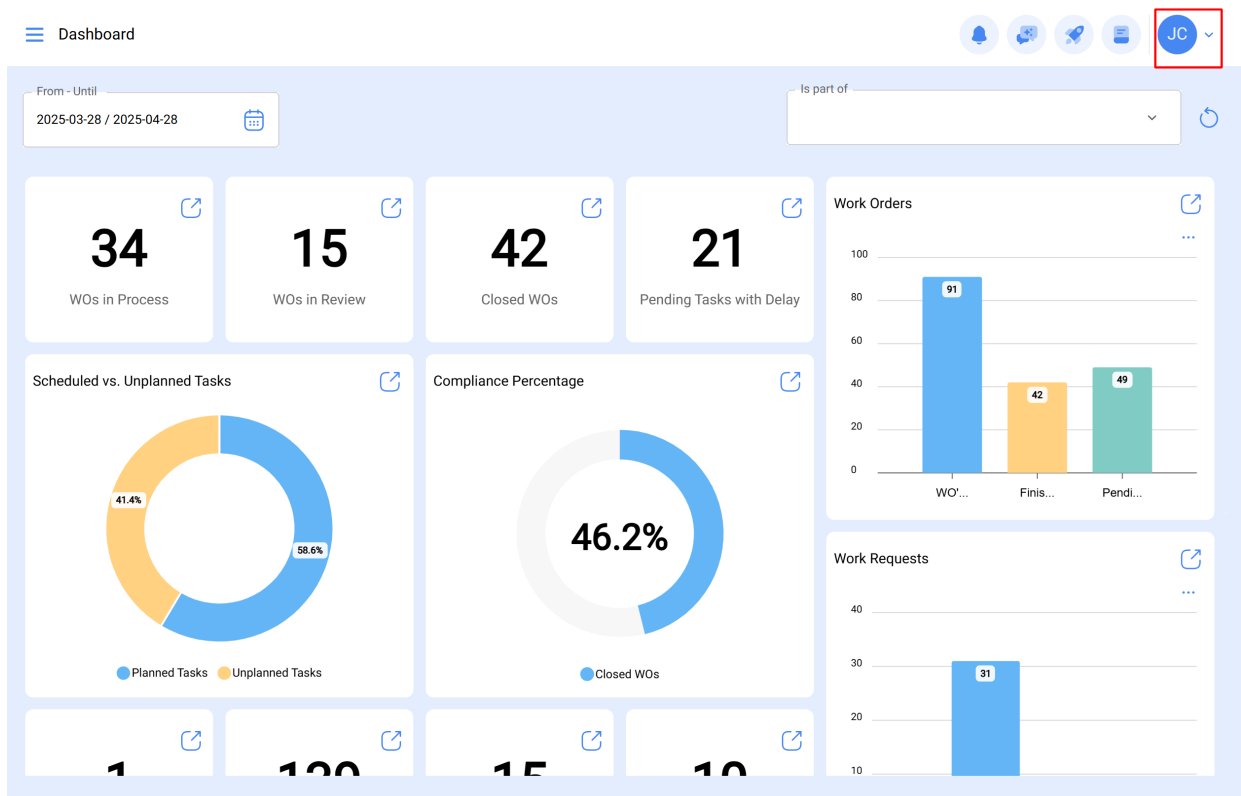 Dashboard
JC
From - Until
2025-03-28 / 2025-04-28
Is part of
34
WOs in Process
15
WOs in Review
42
Closed WOs
21
Pending Tasks with Delay
Work Orders
...
100
80
60
40
20
0
91
42
49
WO'...
Finis...
Pendi...
Scheduled vs. Unplanned Tasks
41.4%
58.6%
Planned Tasks
Unplanned Tasks
Compliance Percentage
46.2%
Closed WOs
Work Requests
...
40
30
20
10
31